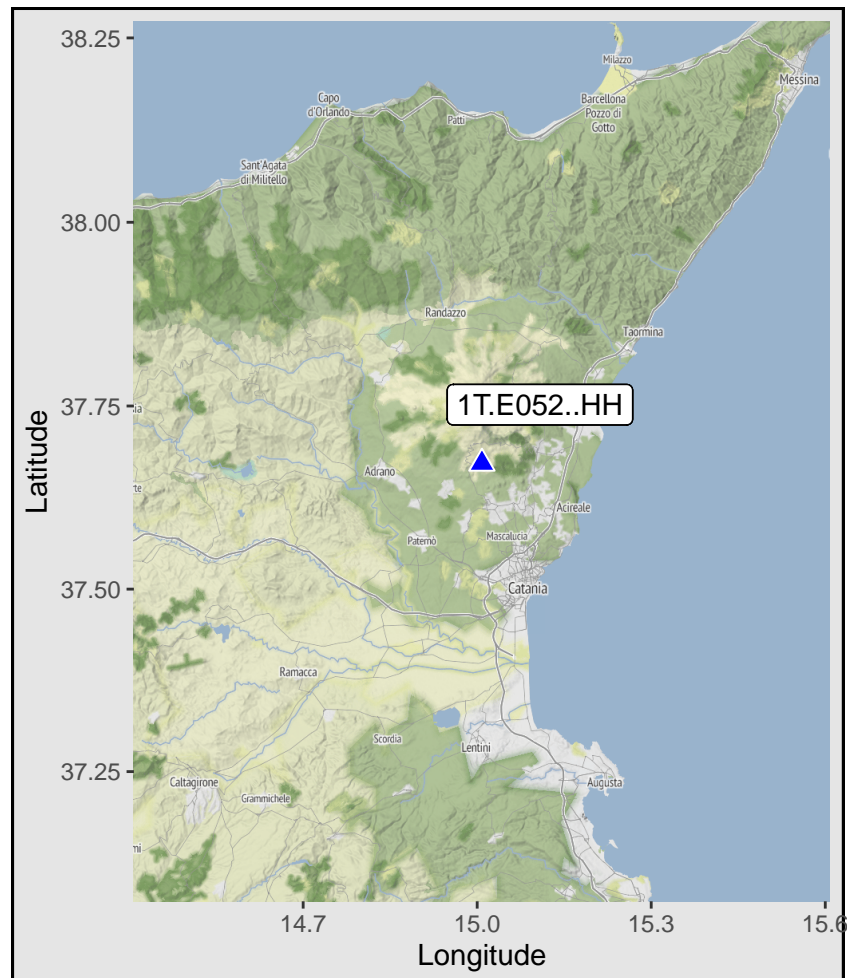 38.25
38.00
37.75
37.50
37.25
Latitude
Milazzo
Messina
Capo
d'Orlando
Barcellona
Pozzo di
Gotto
Patti
Sant'Agata
di Militello
Randazzo
Taormina
1T.E052..HH
Adrano
Acireale
Paternò
Mascalucia
Catania
Ramacca
Scordia
Lentini
Caltagirone
Augusta
Grammichele
14.7
15.0
15.3
15.6
Longitude